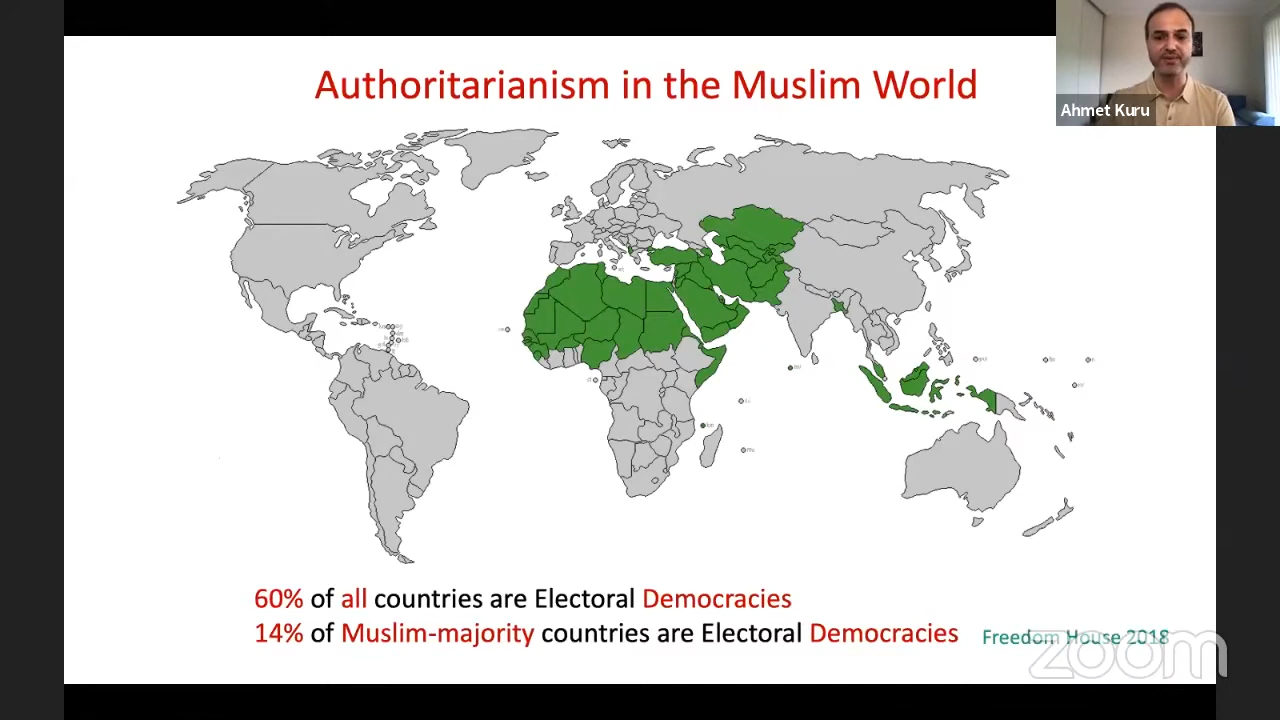 Authoritarianism in the Muslim World
Ahmet Kuru
60% of all countries are Electoral Democracies
14% of Muslim-majority countries are Electoral Democracies
Freedom House 2018
zoom